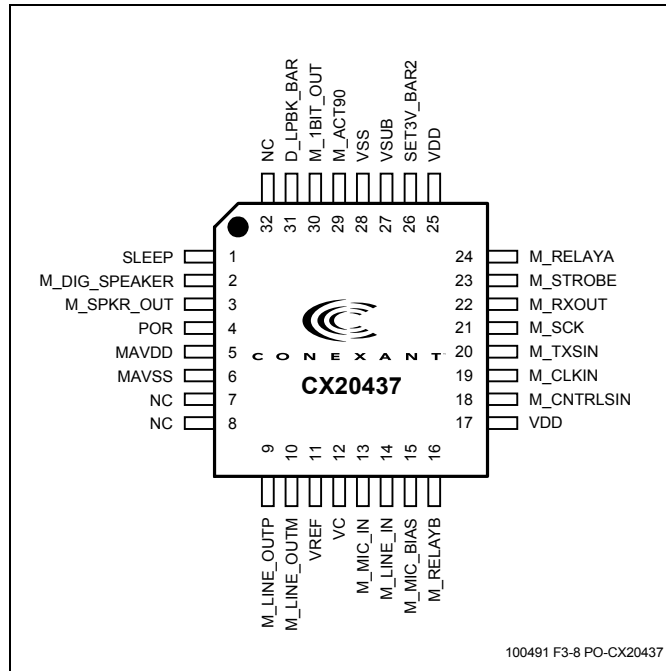 NC
D_LPBK_BAR
M_1BIT_OUT
M_ACT90
VSS
VSUB
SET3V_BAR2
VDD
32
31
30
29
28
27
26
25
SLEEP 1
M_DIG_SPEAKER 2
M_SPKR_OUT 3
POR 4
MAVDD 5
MAVSS 6
NC 7
NC 8
CONEXANT
CX20437
24 M_RELAYA
23 M_STROBE
22 M_RXOUT
21 M_SCK
20 M_TXSIN
19 M_CLKIN
18 M_CNTRLSIN
17 VDD
9
10
11
12
13
14
15
16
M_LINE_OUTP
M_LINE_OUTM
VREF
VC
M_MIC_IN
M_LINE_IN
M_MIC_BIAS
M_RELAYB
100491 F3-8 PO-CX20437